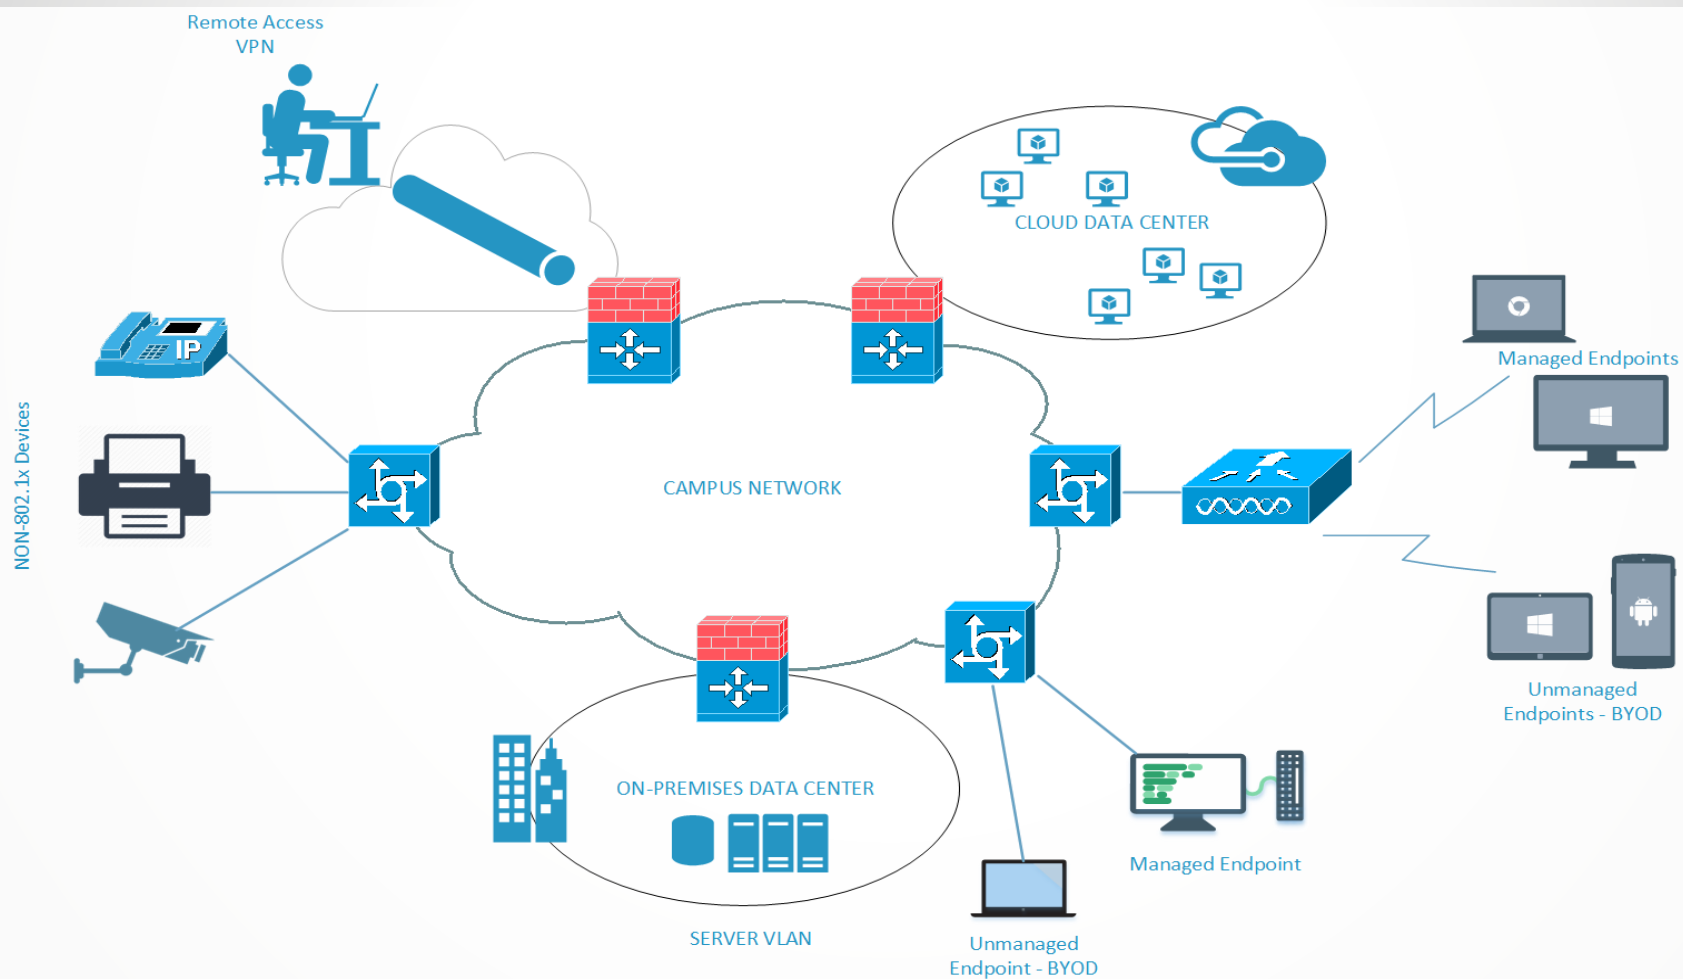 Remote Access
VPN
CLOUD DATA CENTER
IP
Managed Endpoints
NON-802.1x Devices
CAMPUS NETWORK
Unmanaged
Endpoints - BYOD
ON-PREMISES DATA CENTER
Managed Endpoint
SERVER VLAN
Unmanaged
Endpoint - BYOD